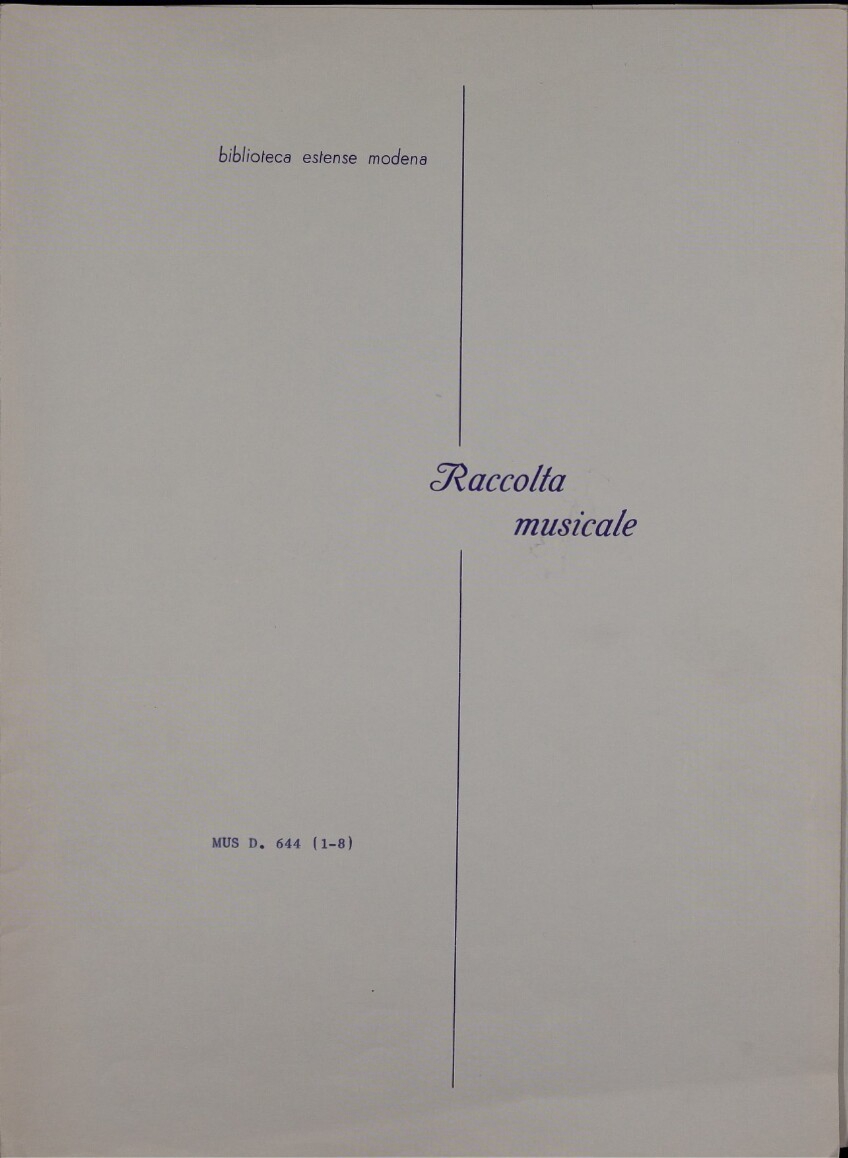 biblioteca estense modena
Raccolta
musicale
MUS D. 644 (1-8)